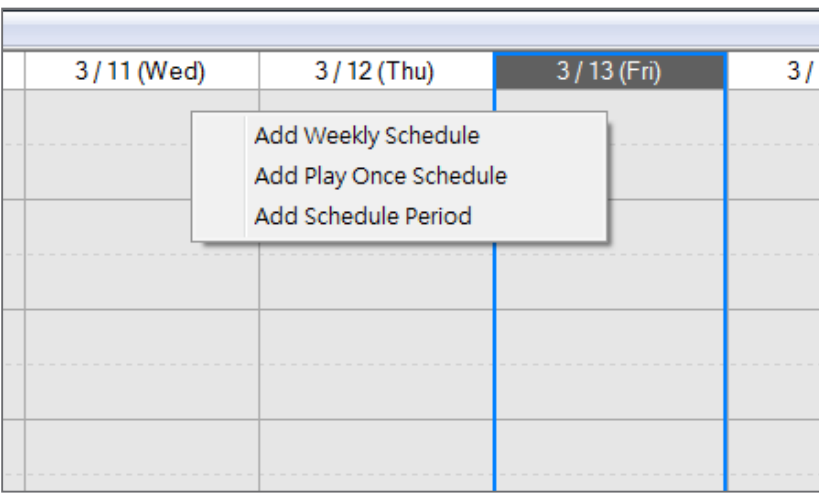 3 / 11 (Wed) 3 / 12 (Thu) 3 / 13 (Fri) 3 /
Add Weekly Schedule
Add Play Once Schedule
Add Schedule Period